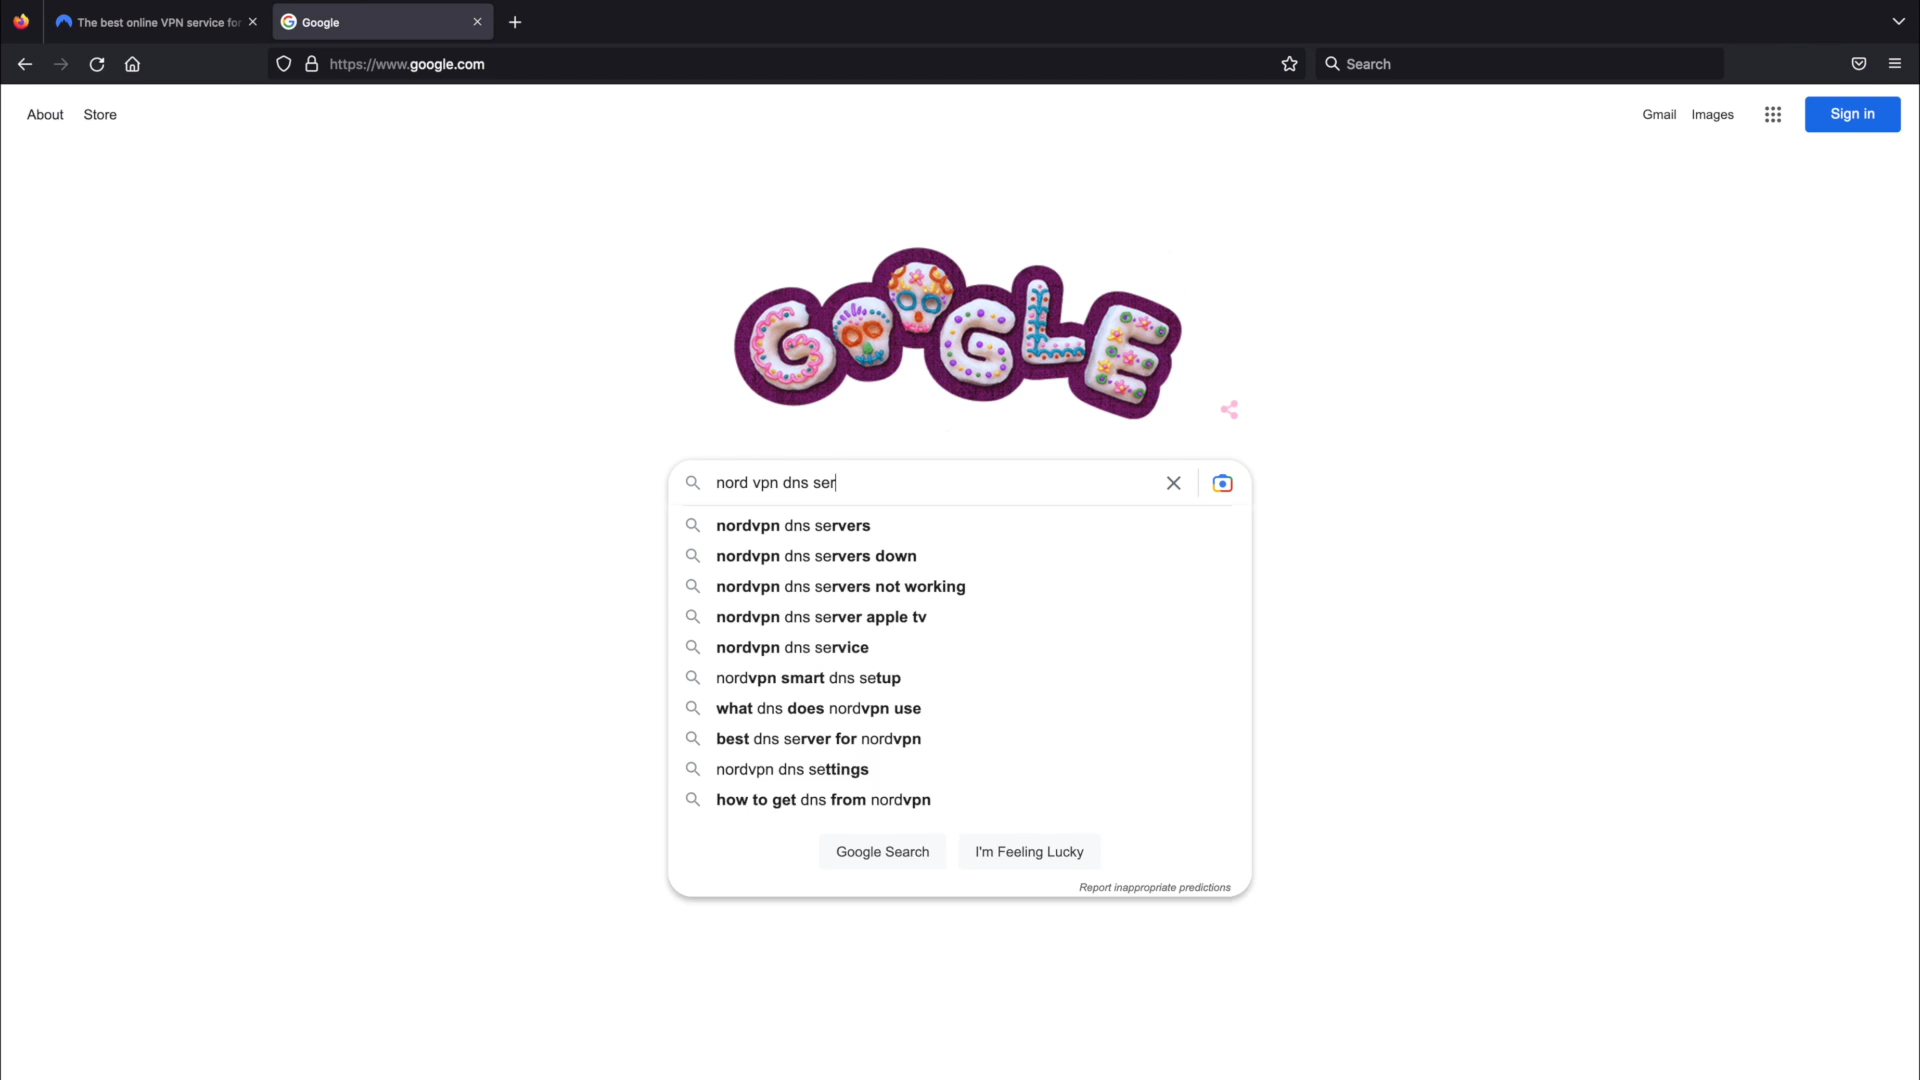 The best online VPN service for
Google
https://www.google.com
Search
About
Store
Gmail
Images
Sign in
GOOGLE
nord vpn dns ser
nordvpn dns servers
nordvpn dns servers down
nordvpn dns servers not working
nordvpn dns server apple tv
nordvpn dns service
nordvpn smart dns setup
what dns does nordvpn use
best dns server for nordvpn
nordvpn dns settings
how to get dns from nordvpn
Google Search
I'm Feeling Lucky
Report inappropriate predictions